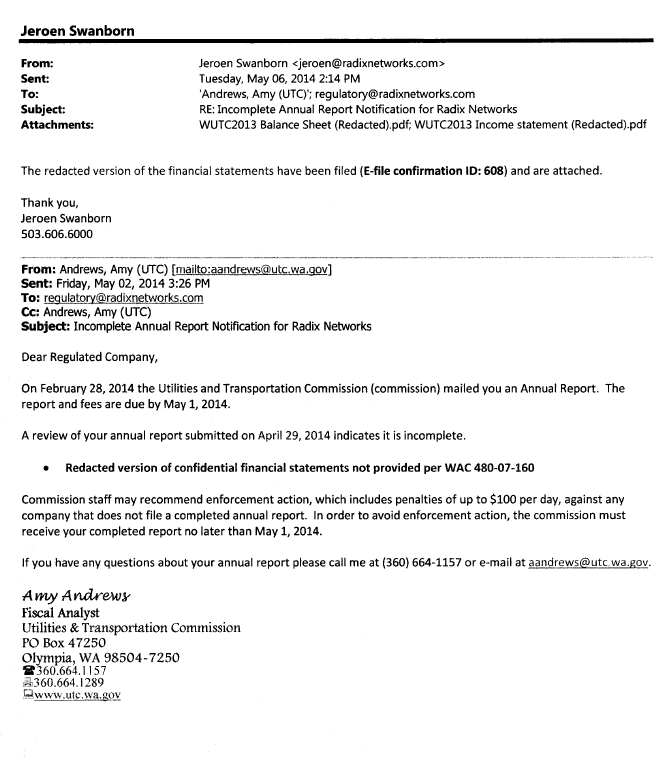 Jeroen Swanborn
From: Jeroen Swanborn <jeroen@radixnetworks.com>
Sent: Tuesday, May 06, 2014 2:14 PM
To: 'Andrews, Amy (UTC)'; regulatory@radixnetworks.com
Subject: RE: Incomplete Annual Report Notification for Radix Networks
Attachments: WUTC2013 Balance Sheet (Redacted).pdf; WUTC2013 Income statement (Redacted).pdf
The redacted version of the financial statements have been filed (E-file confirmation ID: 608) and are attached.
Thank you,
Jeroen Swanborn
503.606.6000
From: Andrews, Amy (UTC) [mailto:aandrews@utc.wa.gov]
Sent: Friday, May 02, 2014 3:26 PM
To: regulatory@radixnetworks.com
Cc: Andrews, Amy (UTC)
Subject: Incomplete Annual Report Notification for Radix Networks
Dear Regulated Company,
On February 28, 2014 the Utilities and Transportation Commission (commission) mailed you an Annual Report. The
report and fees are due by May 1, 2014.
A review of your annual report submitted on April 29, 2014 indicates it is incomplete.
• Redacted version of confidential financial statements not provided per WAC 480-07-160
Commission staff may recommend enforcement action, which includes penalties of up to $100 per day, against any
company that does not file a completed annual report. In order to avoid enforcement action, the commission must
receive your completed report no later than May 1, 2014.
If you have any questions about your annual report please call me at (360) 664-1157 or e-mail at aandrews@utc.wa.gov.
Amy Andrews
Fiscal Analyst
Utilities & Transportation Commission
PO Box 47250
Olympia, WA 98504-7250
☎360.664.1157
360.664.1289
www.utc.wa.gov